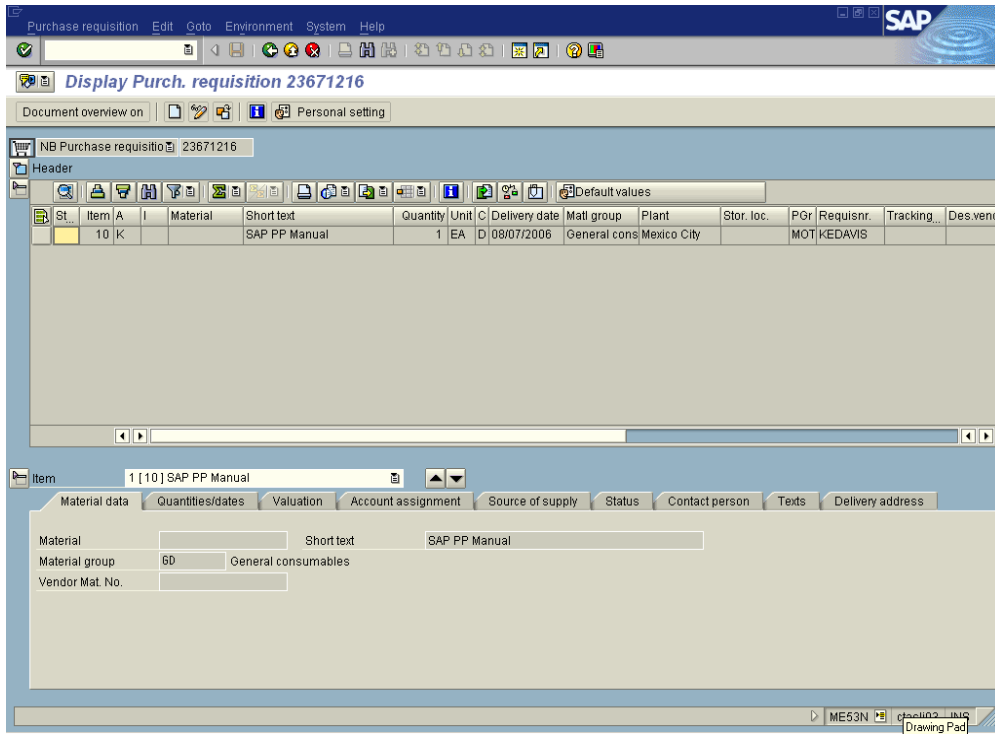 Purchase requisition Edit Goto Environment System Help
SAP
Display Purch. requisition 23671216
Document overview on Personal setting
NB Purchase requisitio 23671216
Header
Default values
St... Item A I Material Short text Quantity Unit C Delivery date Matl group Plant Stor. loc. PGr Requisnr. Tracking Des.vend
10 K SAP PP Manual 1 EA D 08/07/2006 General cons Mexico City MOT KEDAVIS
Item 1 [ 10 ] SAP PP Manual
Material data Quantities/dates Valuation Account assignment Source of supply Status Contact person Texts Delivery address
Material Short text SAP PP Manual
Material group GD General consumables
Vendor Mat. No.
ME53N INS
Drawing Pad